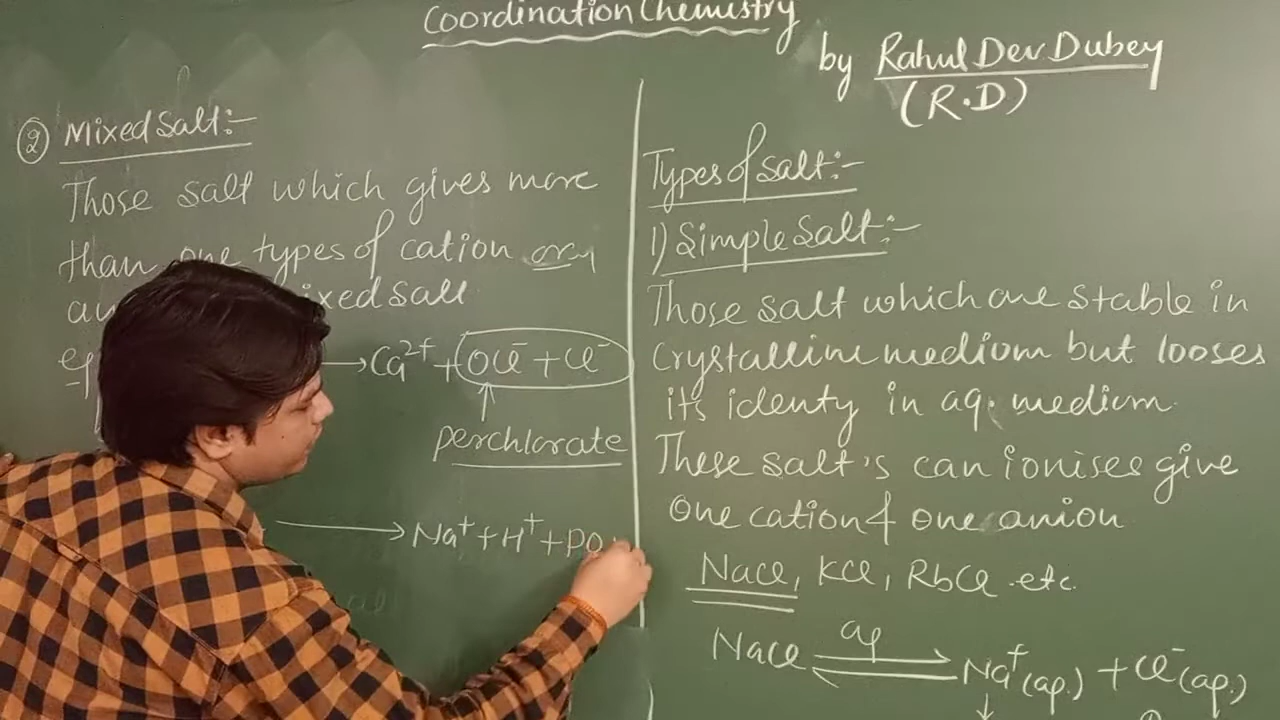 Coordination Chemistry
by Rahul Dev Dubey
(R.D)
② Mixed Salt:-
Those salt which gives more
than one types of cation or
mixed salt
eg
→ Ca²⁺ + OCl⁻ + Cl⁻
perchlorate
→ Na⁺ + H⁺ + PO
Types of Salt:-
1) Simple Salt:-
Those salt which are stable in
Crystalline medium but looses
its identy in aq. medium.
These salt's can ionises give
One cation & one anion
NaCl, KCl, RbCl etc.
NaCl ⇌ aq Na⁺(aq.) + Cl⁻(aq.)